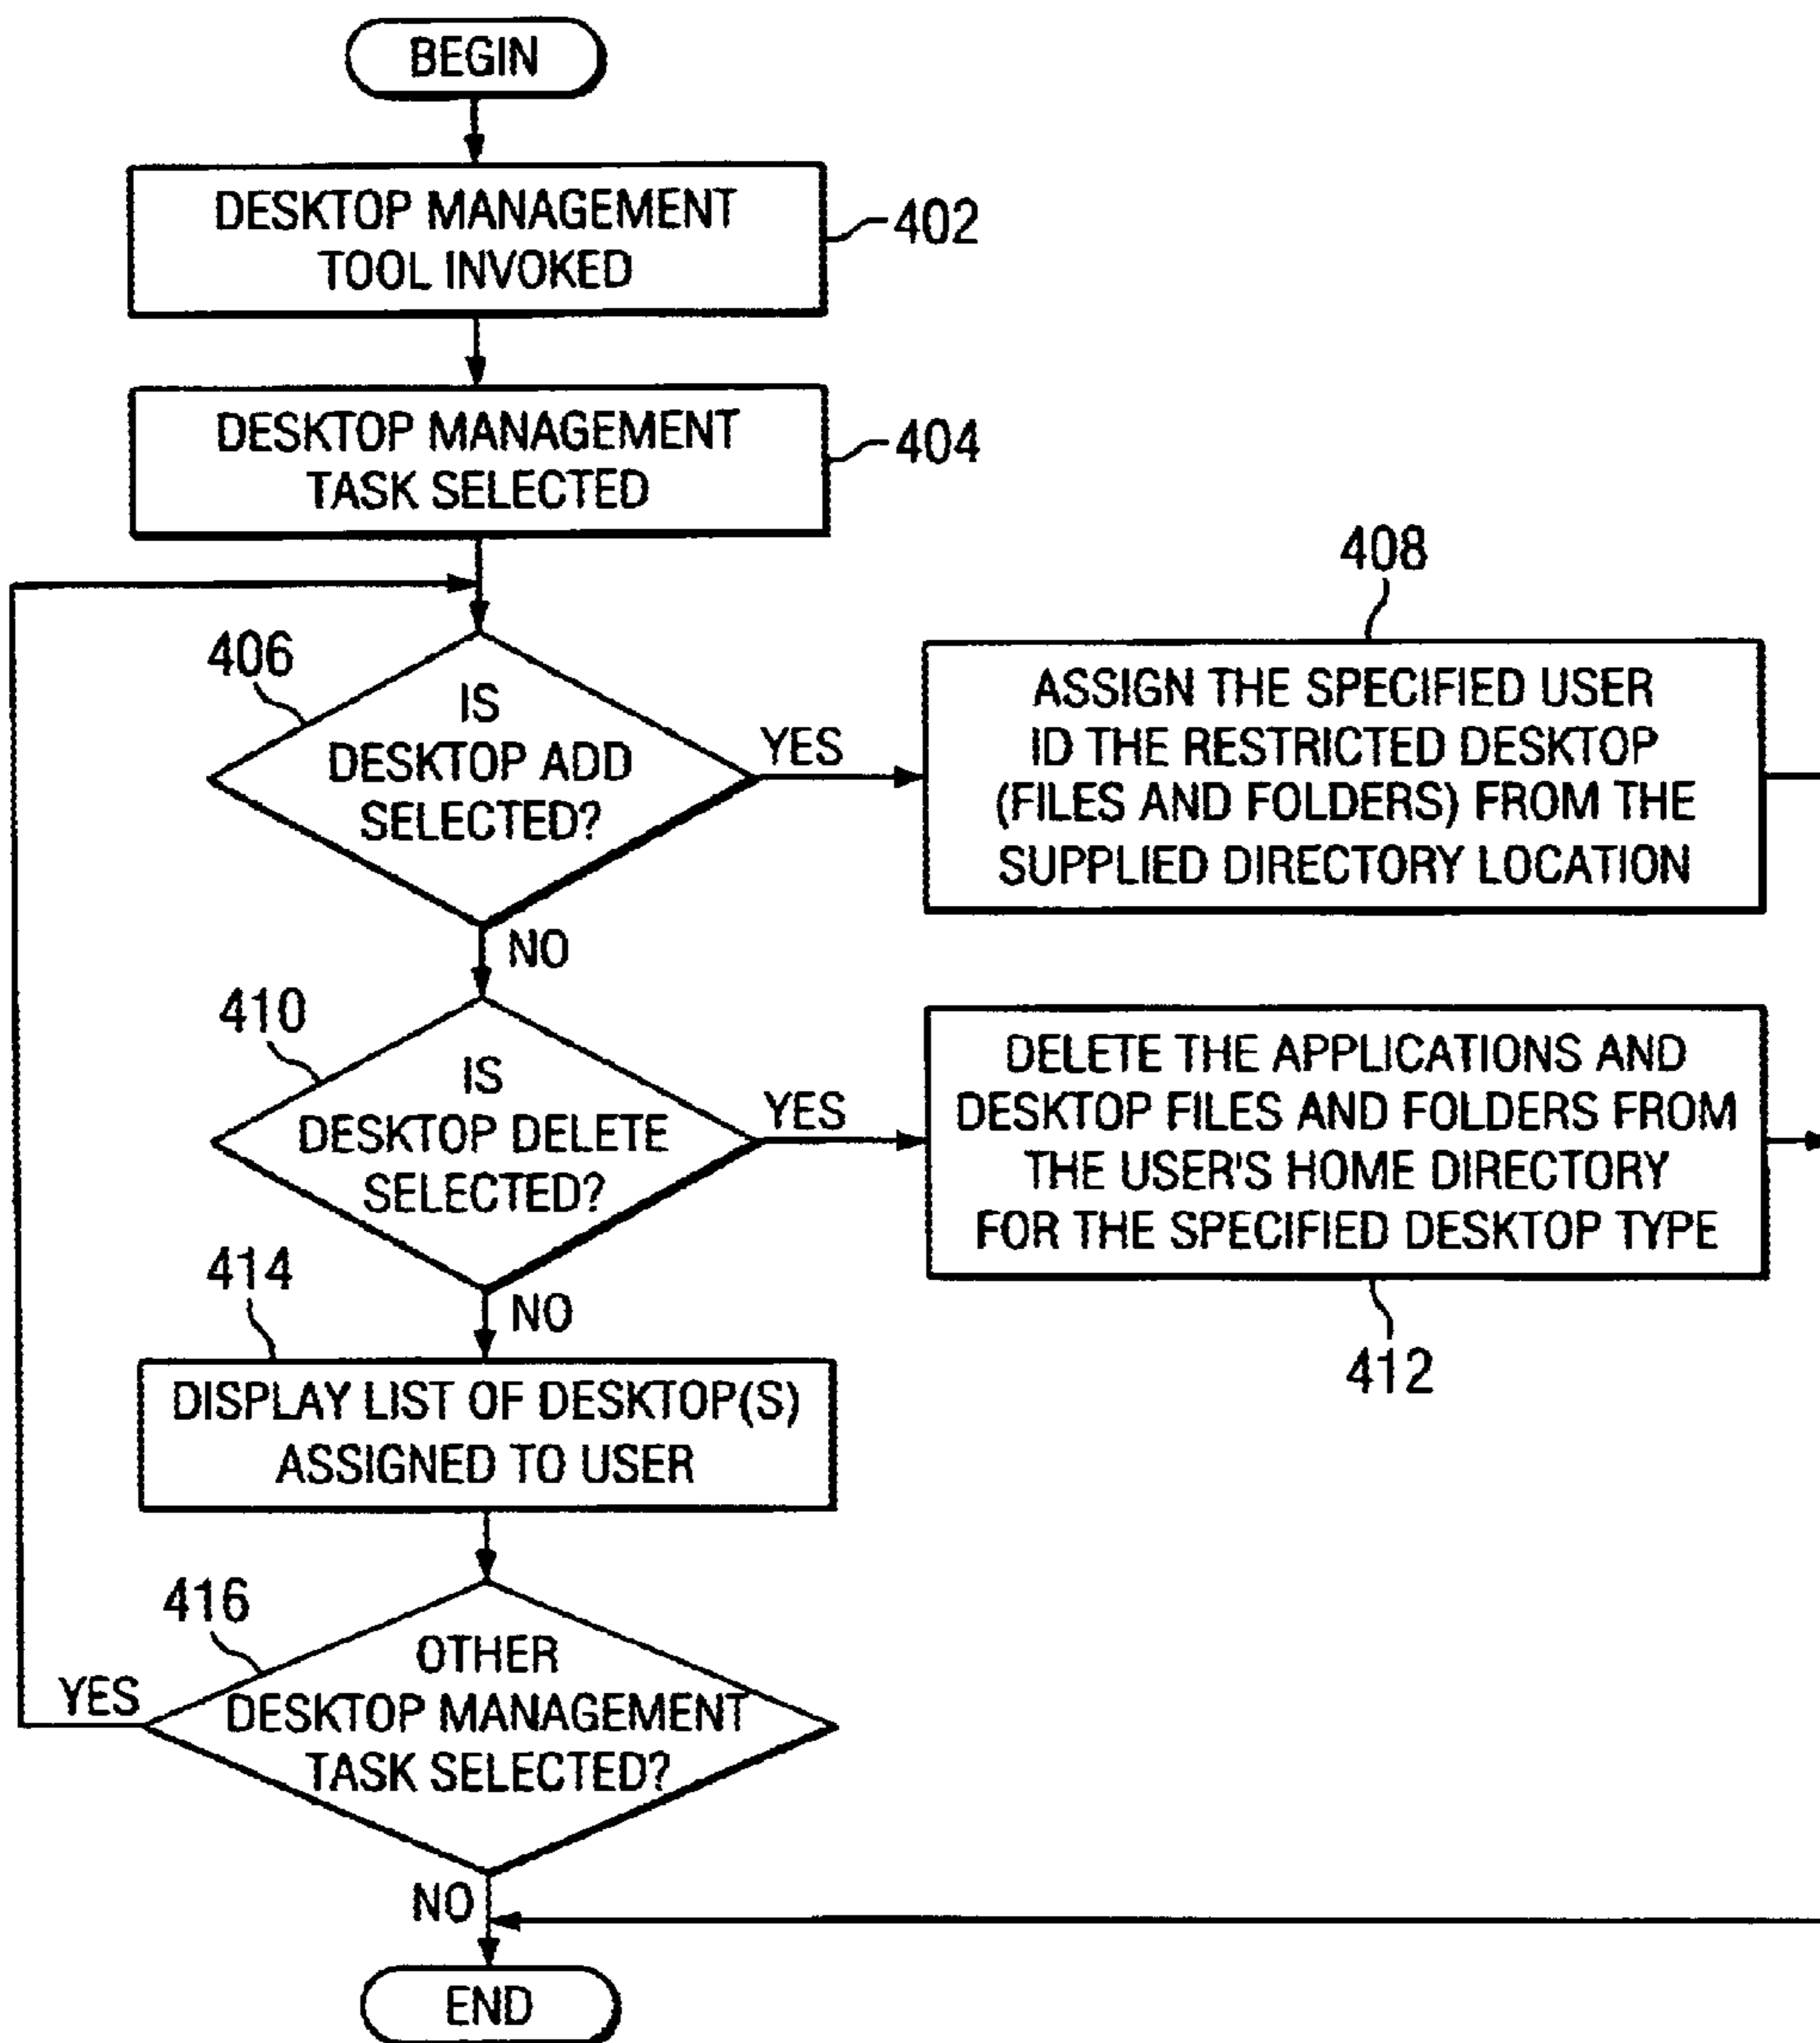 BEGIN
DESKTOP MANAGEMENT
TOOL INVOKED
402
DESKTOP MANAGEMENT
TASK SELECTED
404
406
IS
DESKTOP ADD
SELECTED?
YES
408
ASSIGN THE SPECIFIED USER
ID THE RESTRICTED DESKTOP
(FILES AND FOLDERS) FROM THE
SUPPLIED DIRECTORY LOCATION
NO
410
IS
DESKTOP DELETE
SELECTED?
YES
DELETE THE APPLICATIONS AND
DESKTOP FILES AND FOLDERS FROM
THE USER'S HOME DIRECTORY
FOR THE SPECIFIED DESKTOP TYPE
412
NO
414
DISPLAY LIST OF DESKTOP(S)
ASSIGNED TO USER
416
OTHER
DESKTOP MANAGEMENT
TASK SELECTED?
YES
NO
END